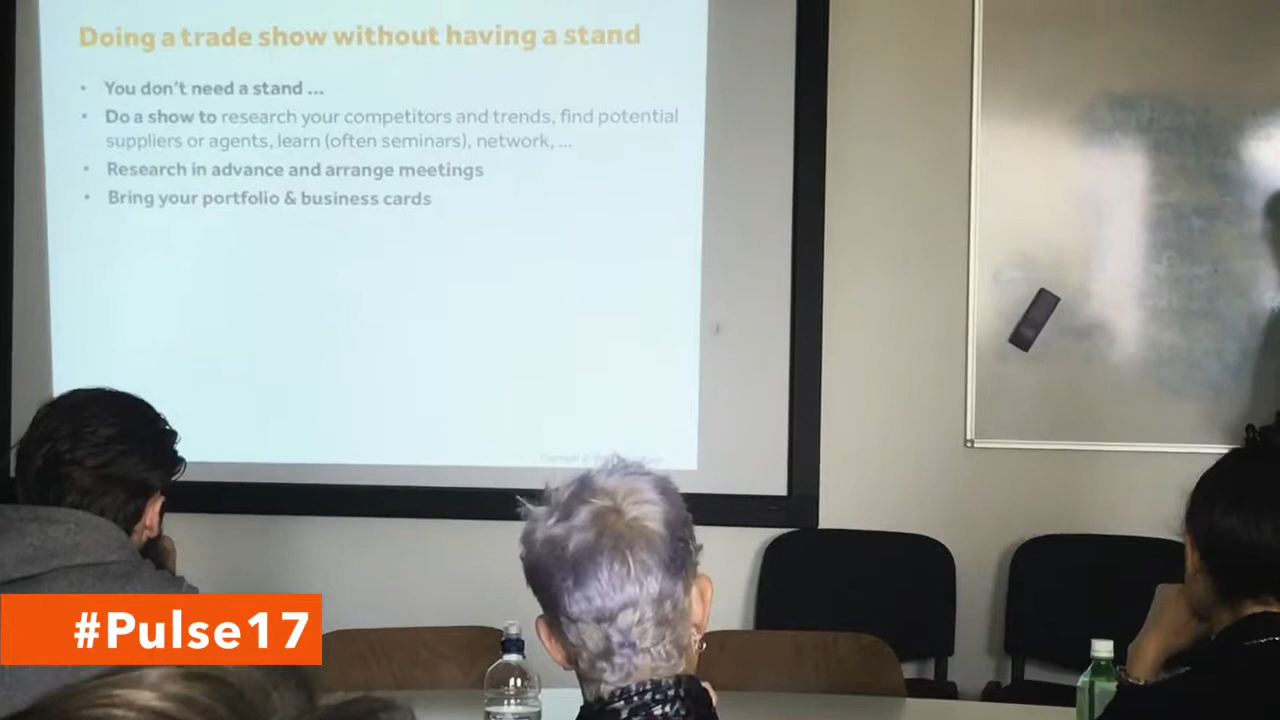 Doing a trade show without having a stand
• You don't need a stand ...
• Do a show to research your competitors and trends, find potential
suppliers or agents, learn (often seminars), network, ...
• Research in advance and arrange meetings
• Bring your portfolio & business cards
#Pulse17